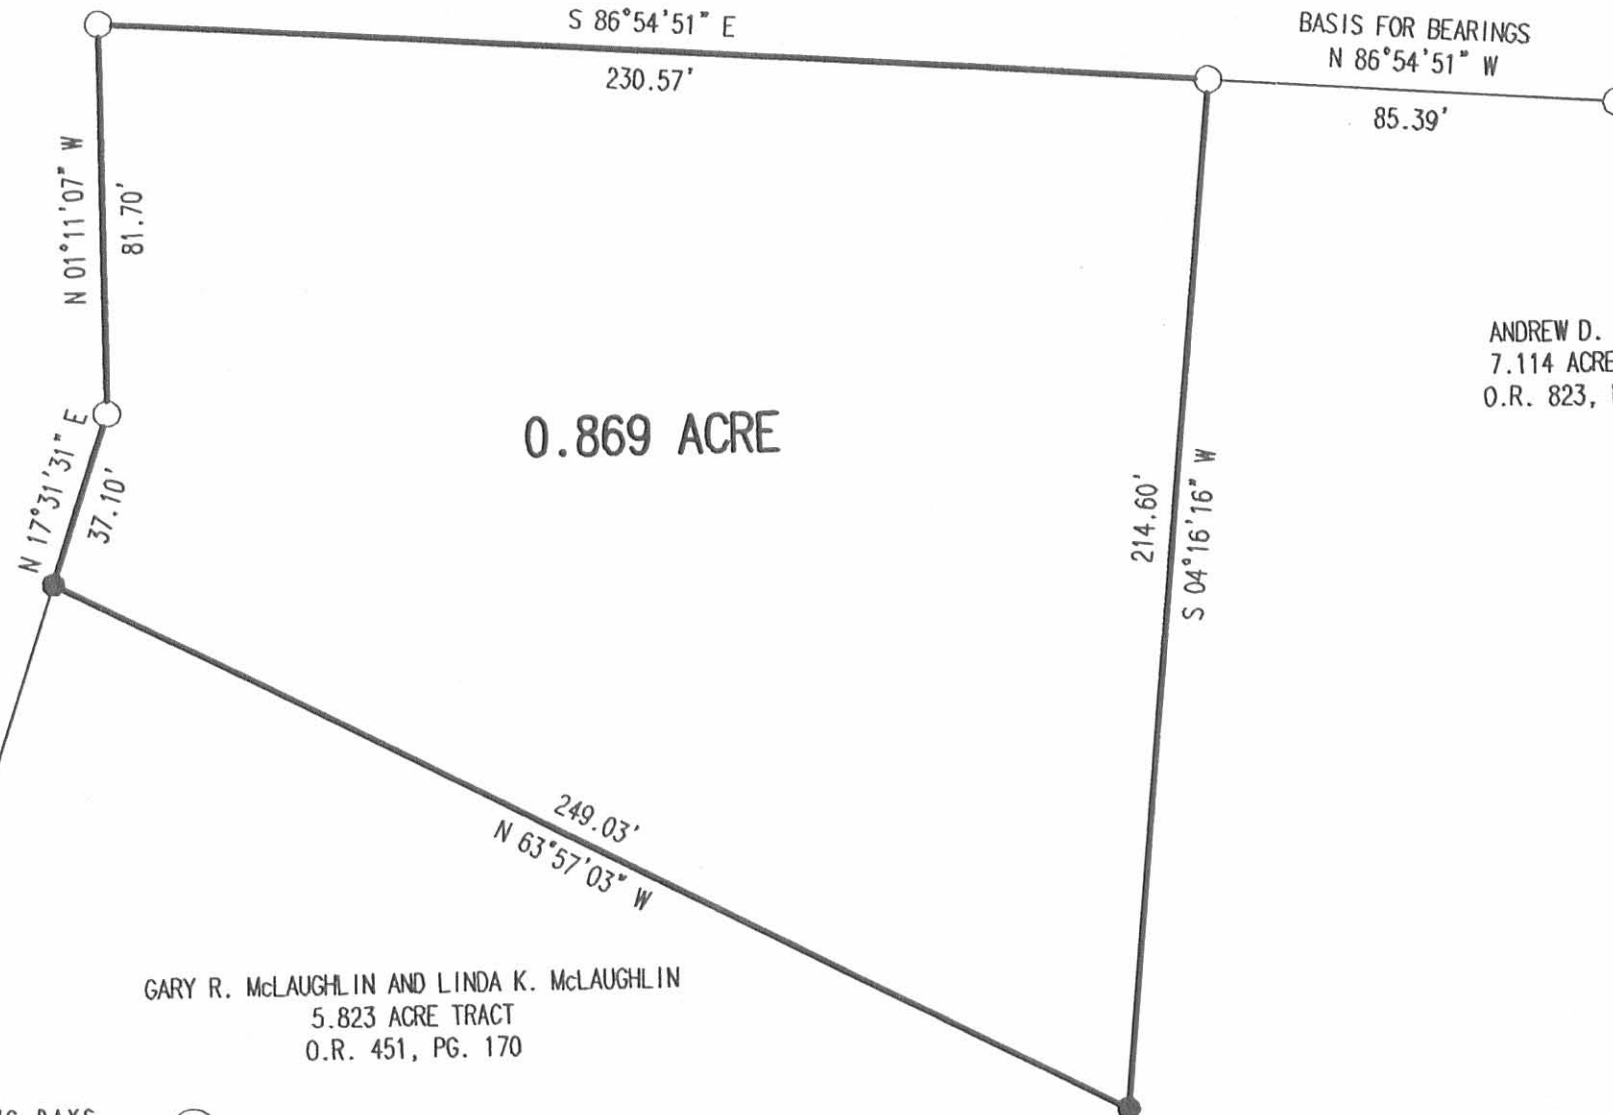 S 86°54'51" E
230.57'
BASIS FOR BEARINGS
N 86°54'51" W
85.39'
N 01°11'07" W
81.70'
ANDREW D.
7.114 ACRE
O.R. 823,
0.869 ACRE
N 17°31'31" E
37.10'
214.60'
S 04°16'16" W
249.03'
N 63°57'03" W
GARY R. McLAUGHLIN AND LINDA K. McLAUGHLIN
5.823 ACRE TRACT
O.R. 451, PG. 170
DAYS